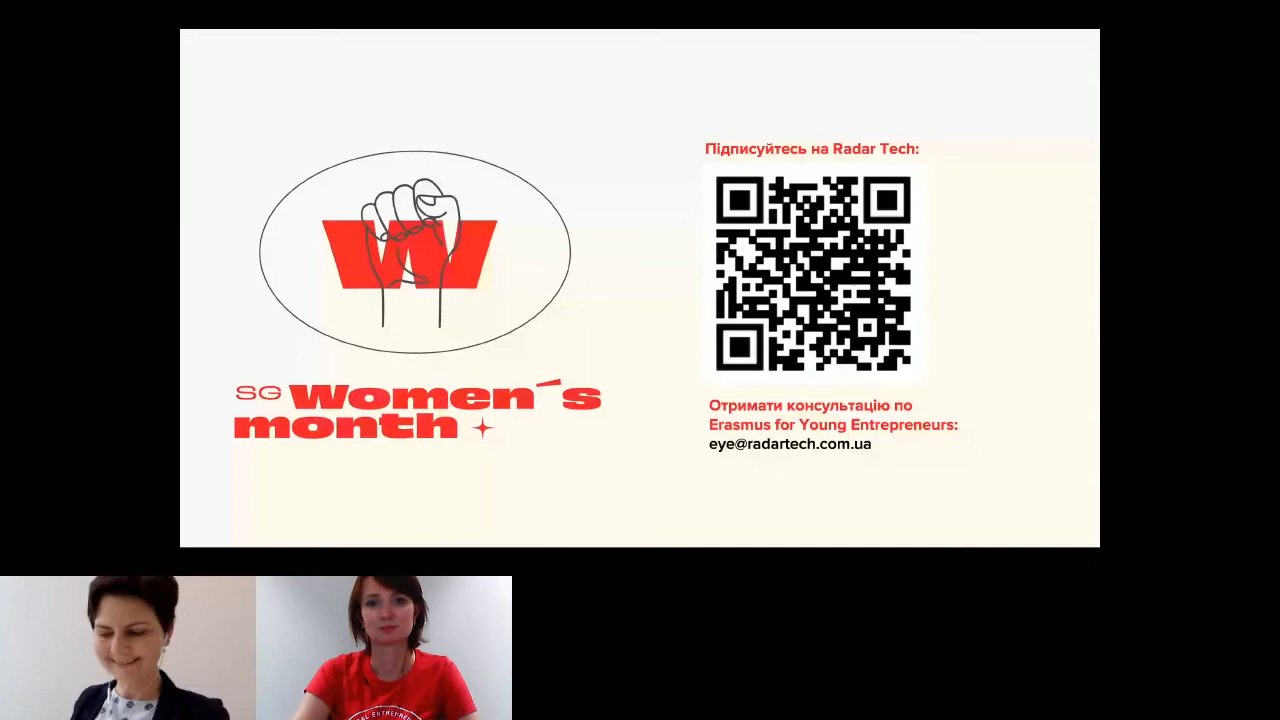 Підписуйтесь на Radar Tech:
W
SG Women´s
month
Отримати консультацію по
Erasmus for Young Entrepreneurs:
eye@radartech.com.ua